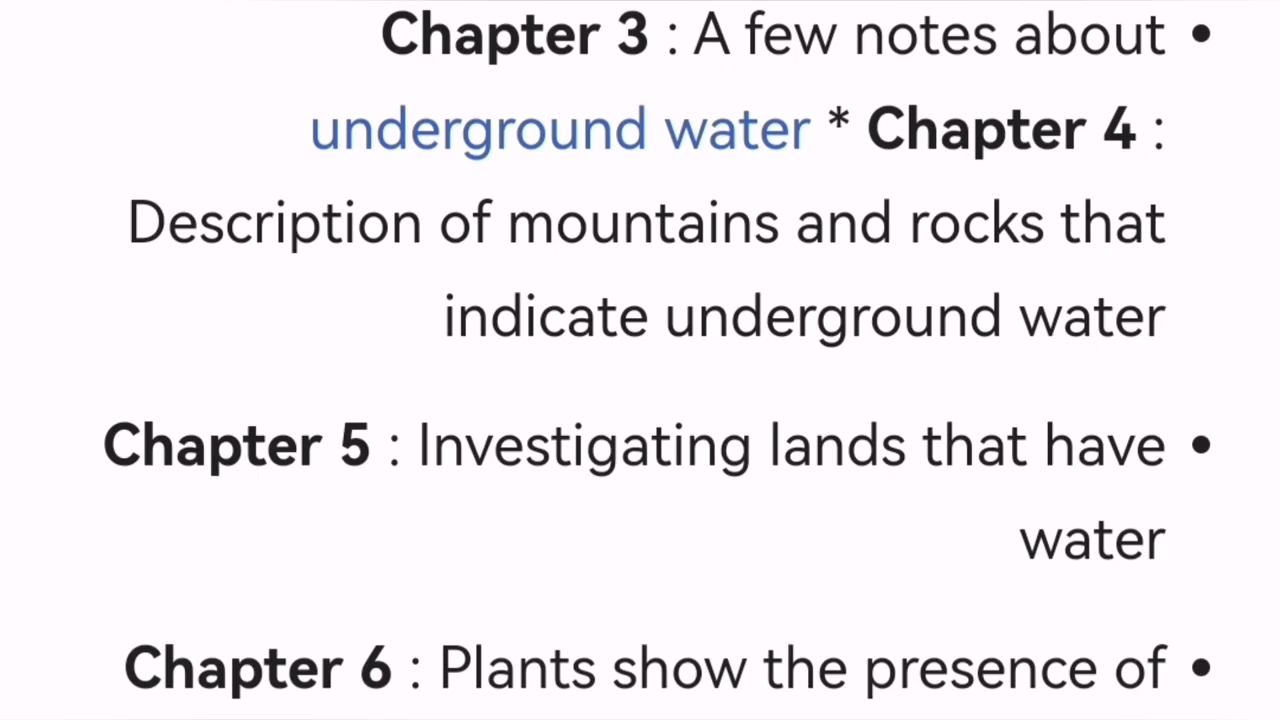 • Chapter 3 : A few notes about
underground water * Chapter 4 :
Description of mountains and rocks that
indicate underground water
• Chapter 5 : Investigating lands that have
water
• Chapter 6 : Plants show the presence of